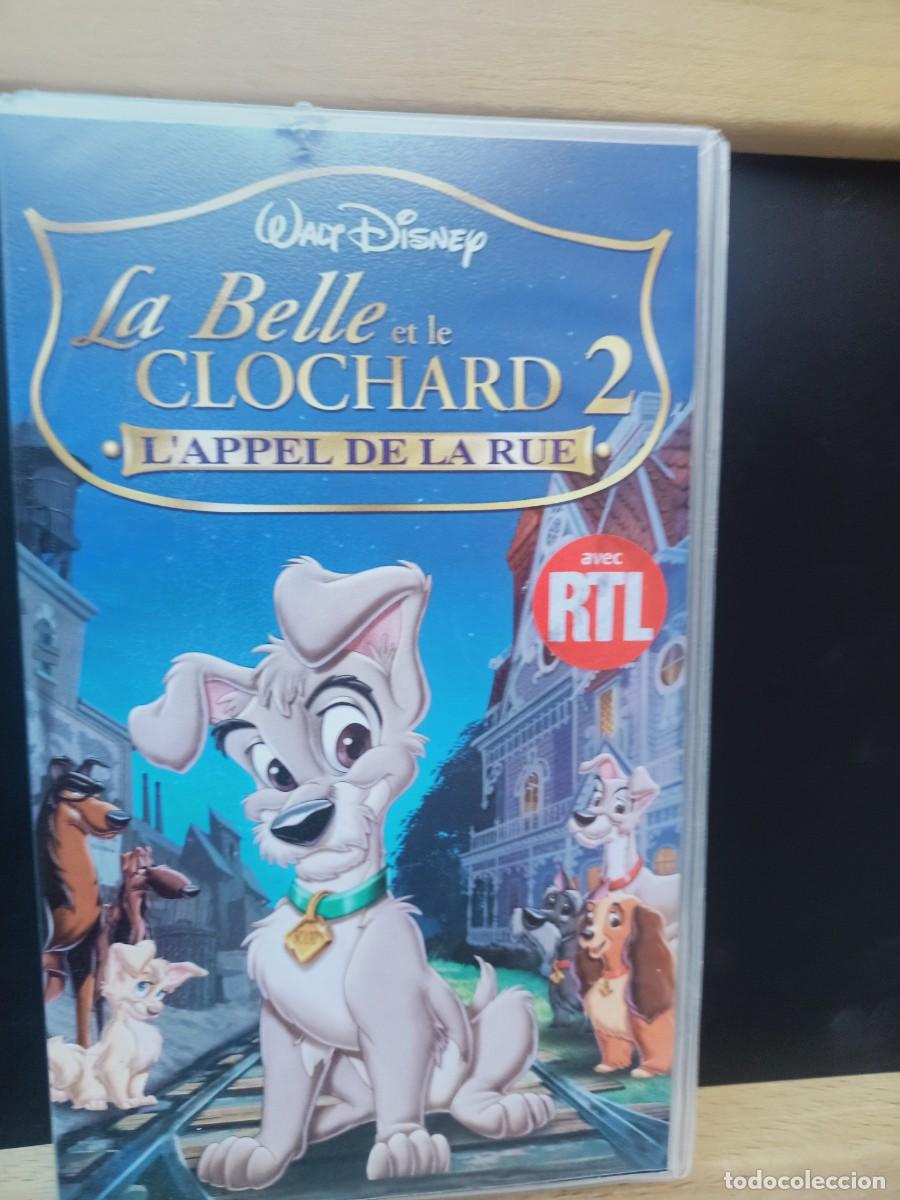 WALT DISNEY
La Belle et le
CLOCHARD 2
L'APPEL DE LA RUE
avec
RTL
todocoleccion